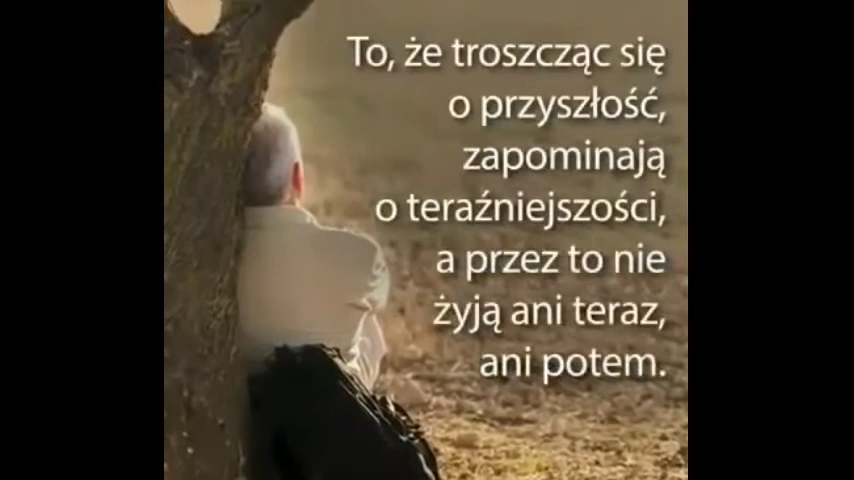 To, że troszcząc się
o przyszłość,
zapominają
o teraźniejszości,
a przez to nie
żyją ani teraz,
ani potem.